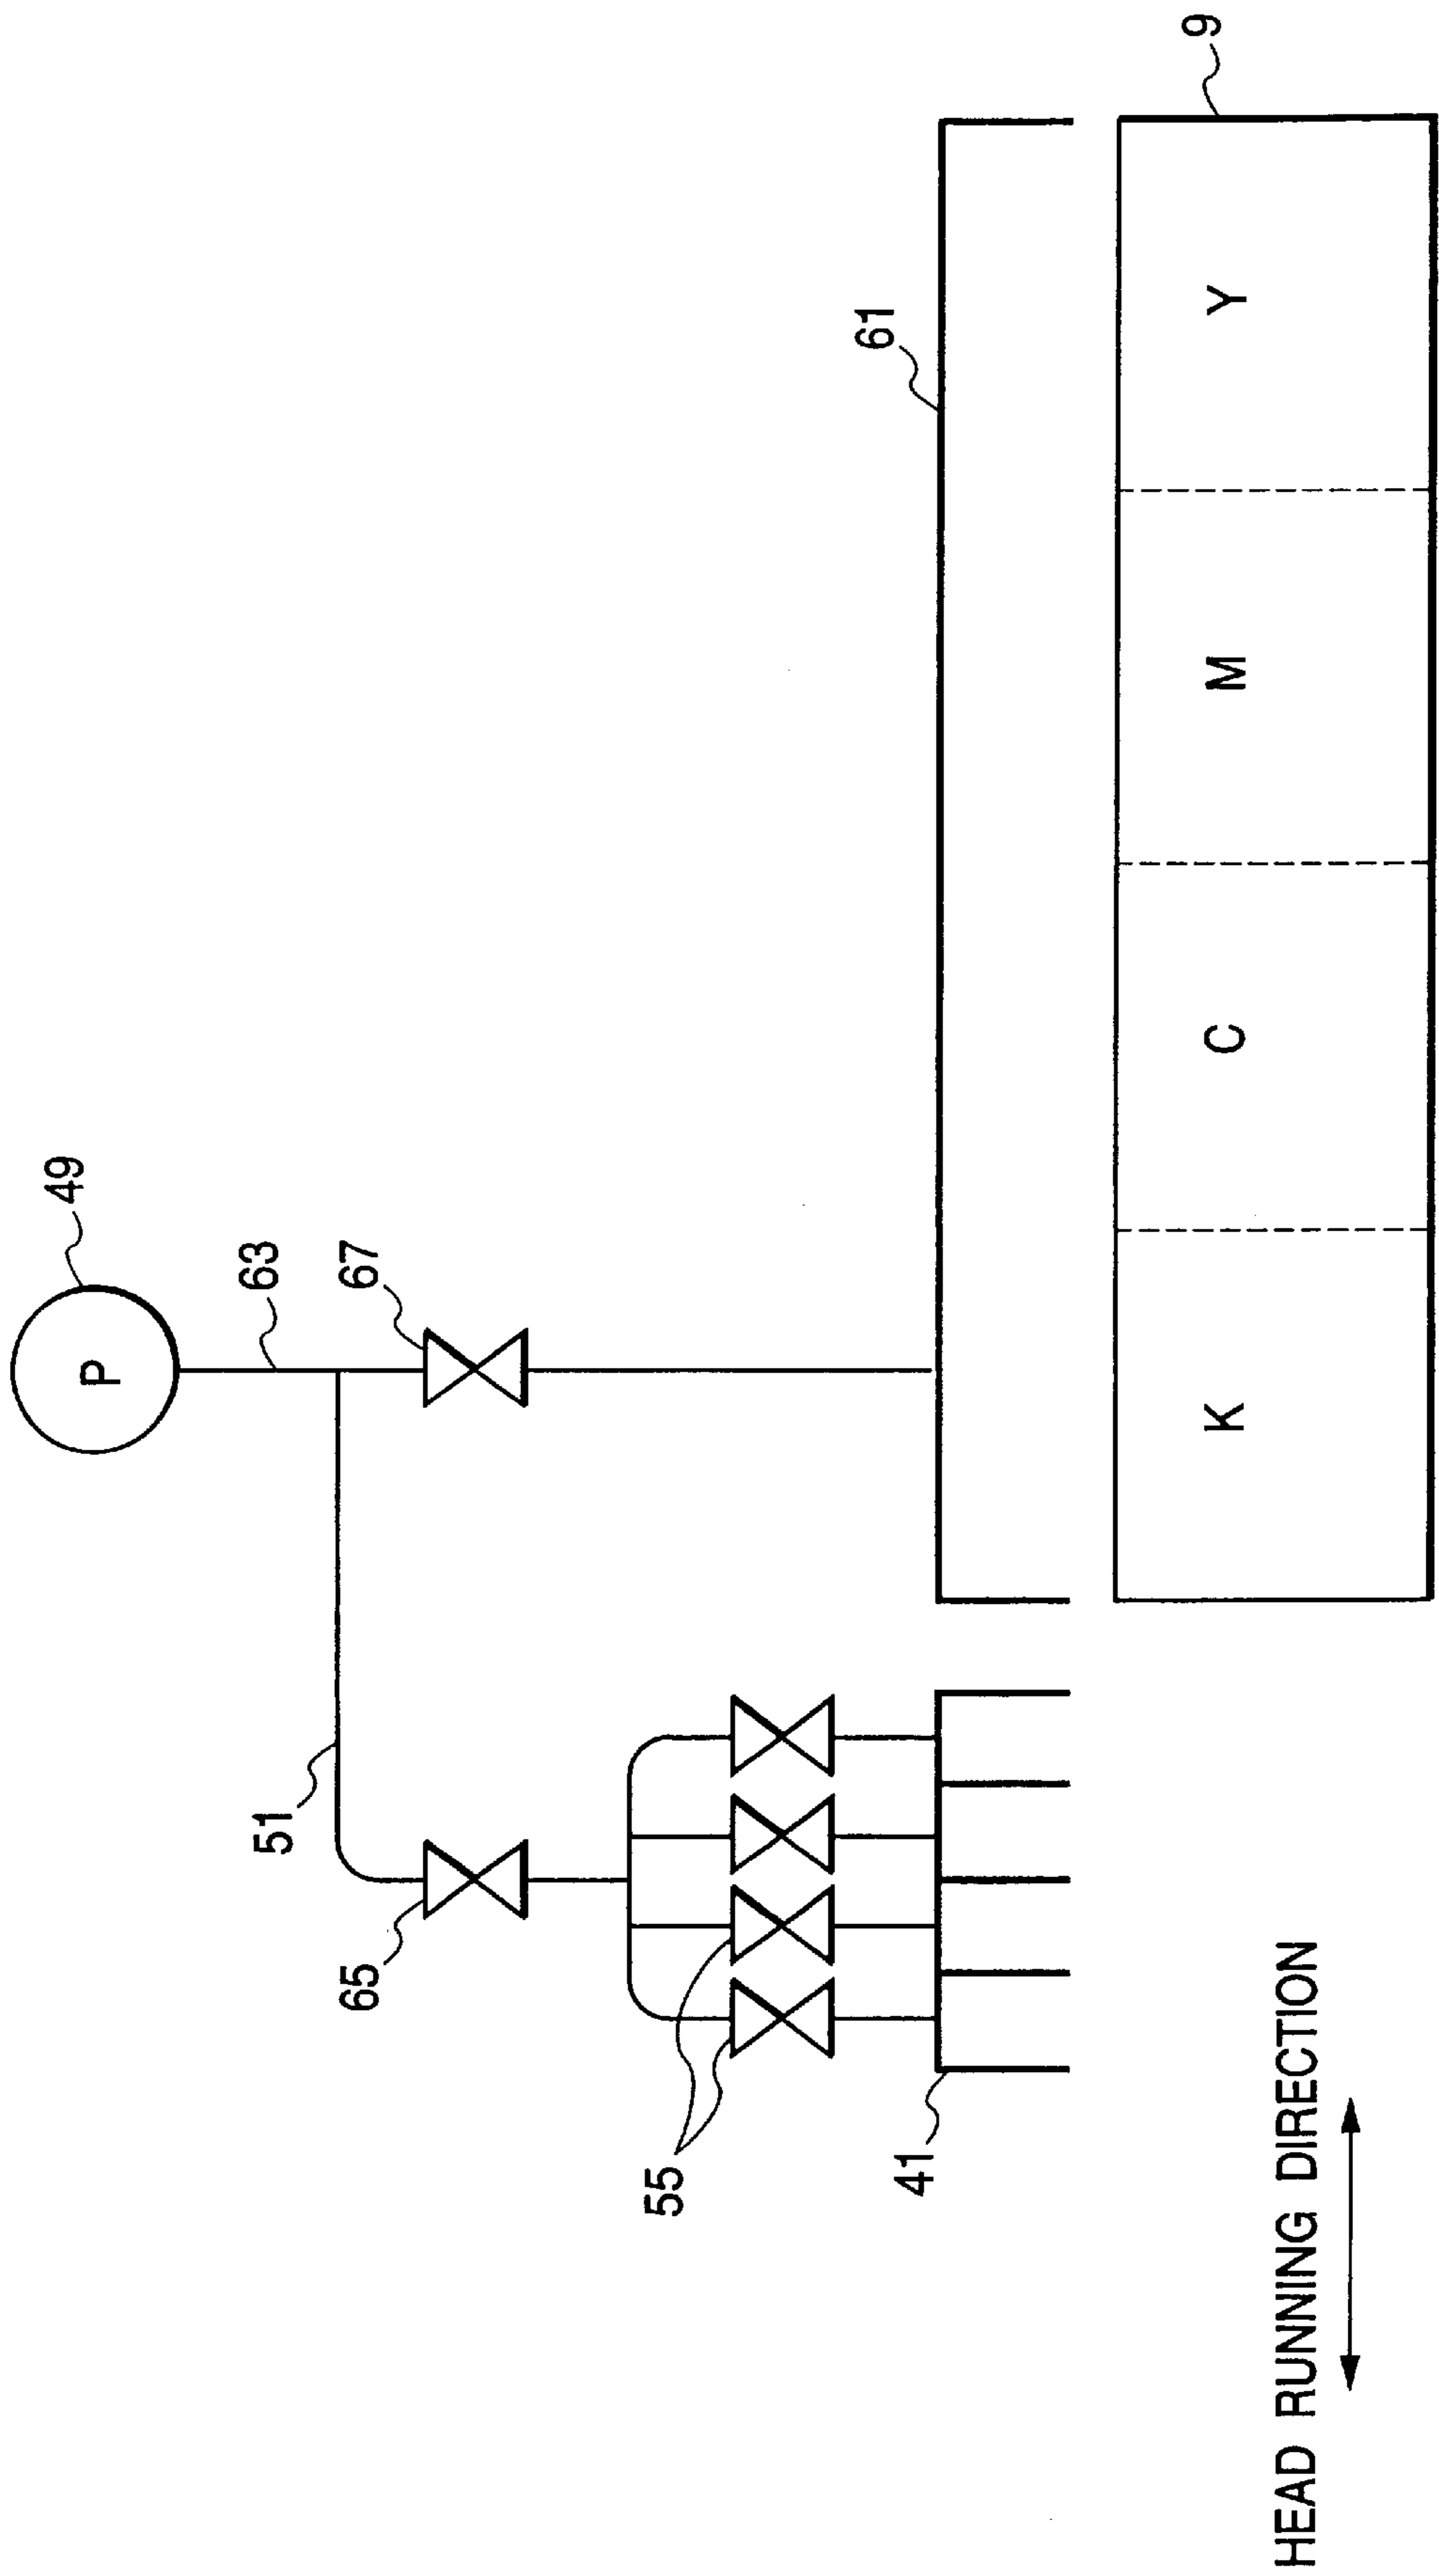 49
P
63
67
51
65
55
41
61
9
K
C
M
Y
HEAD RUNNING DIRECTION